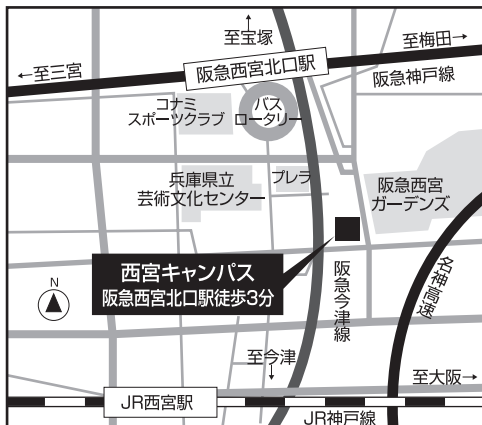 至宝塚
至梅田→
←至三宮
阪急西宮北口駅
阪急神戸線
コナミ
スポーツクラブ
バス
ロータリー
兵庫県立
芸術文化センター
プレラ
阪急西宮
ガーデンズ
西宮キャンパス
阪急西宮北口駅徒歩3分
阪急今津線
名神高速
N
至今津
至大阪→
JR西宮駅
JR神戸線